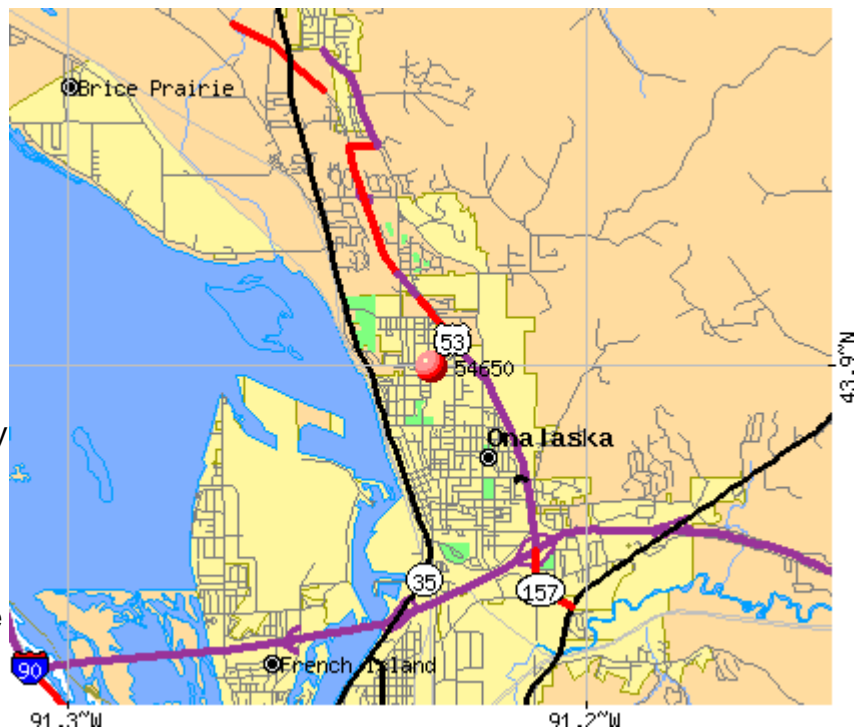 Brice Prairie
53
54650
43.9~N
y
Onalaska
35
157
e
90
French Island
91.3~W
91.2~W